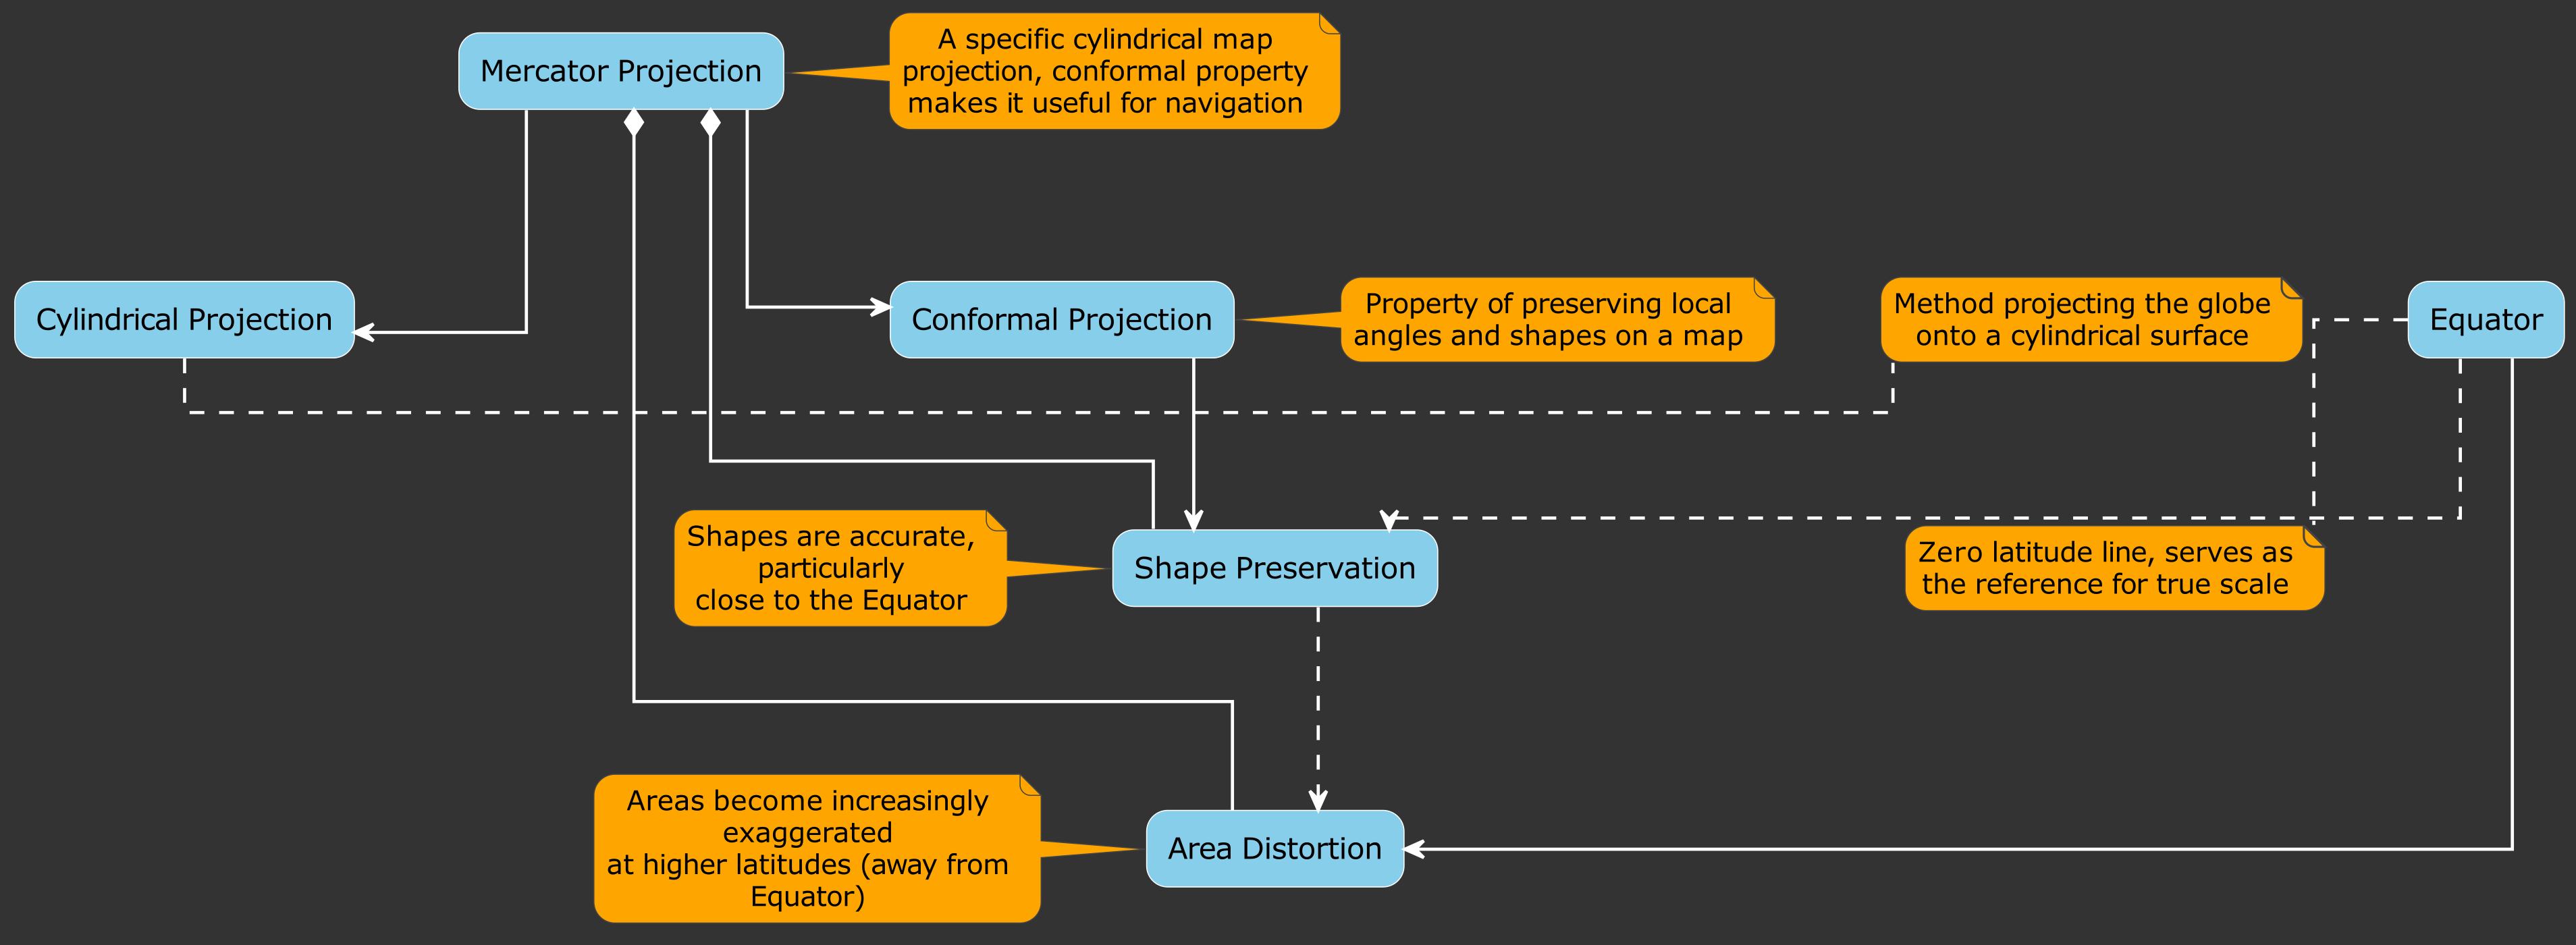 Mercator Projection
A specific cylindrical map
projection, conformal property
makes it useful for navigation
Cylindrical Projection
Conformal Projection
Property of preserving local
angles and shapes on a map
Method projecting the globe
onto a cylindrical surface
Equator
Shapes are accurate,
particularly
close to the Equator
Shape Preservation
Zero latitude line, serves as
the reference for true scale
Areas become increasingly
exaggerated
at higher latitudes (away from
Equator)
Area Distortion